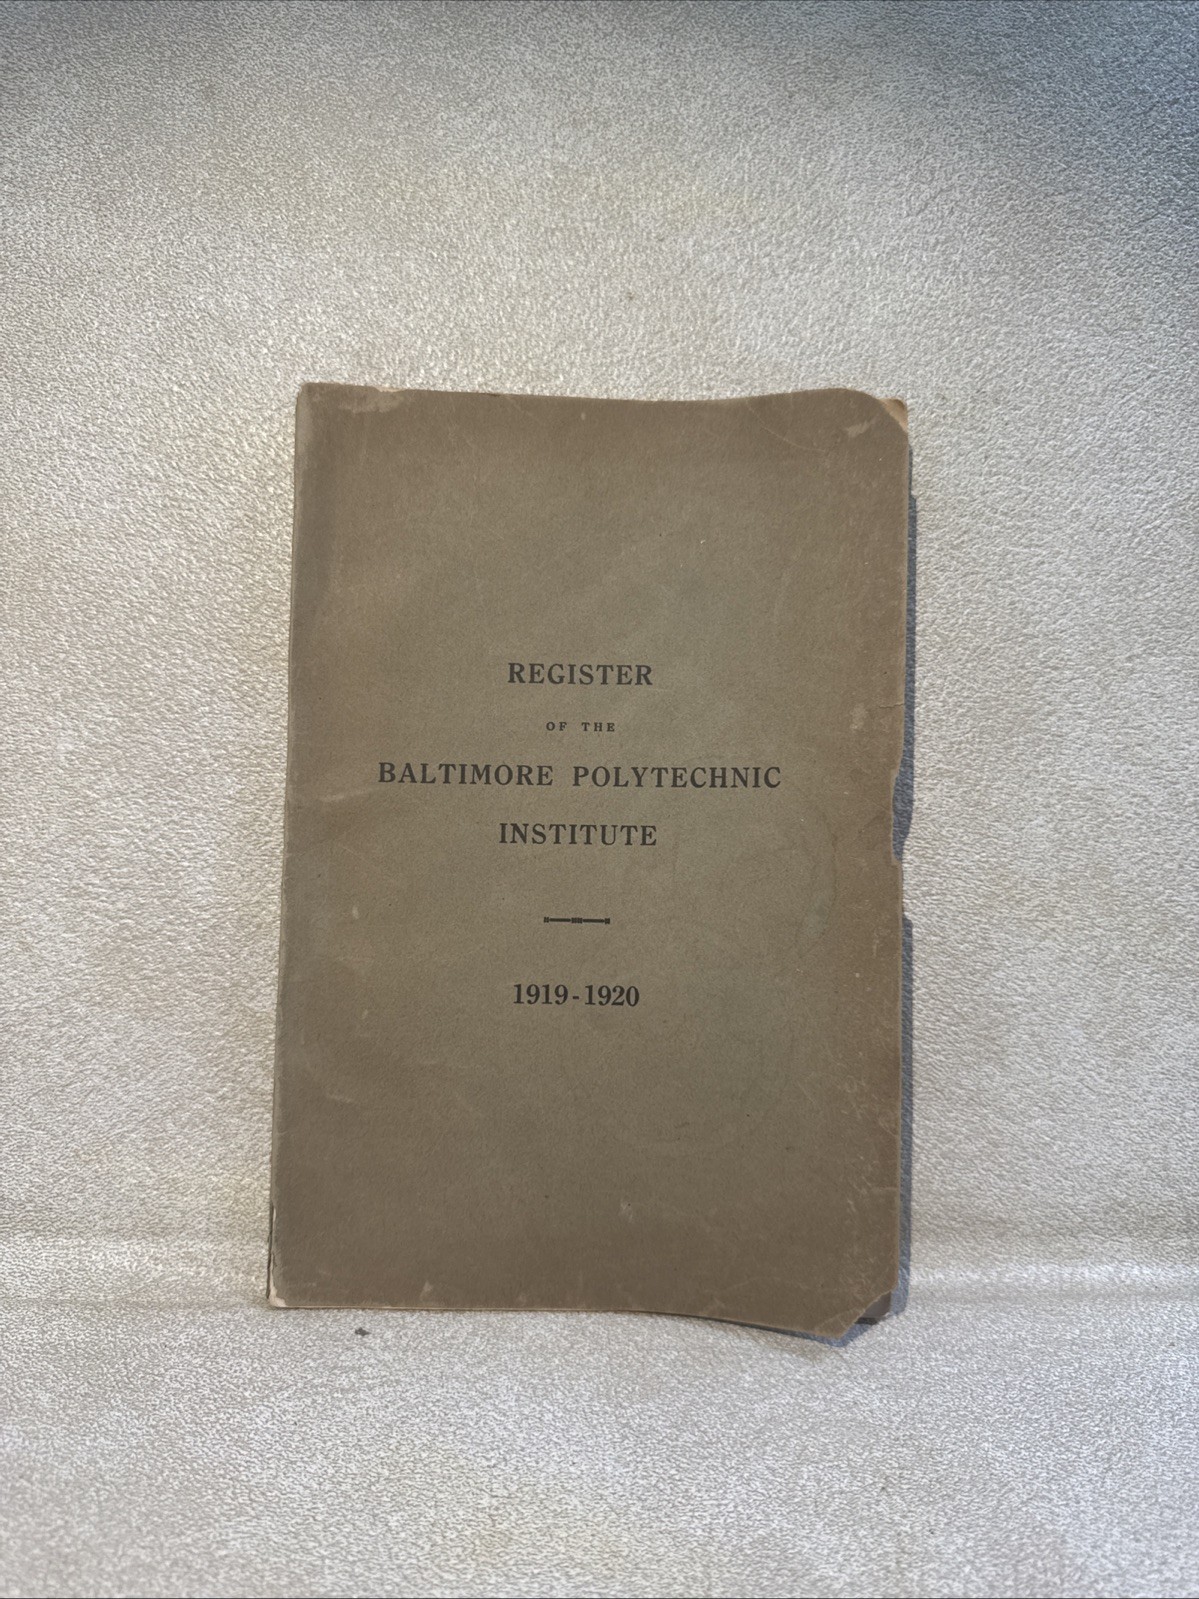 REGISTER
OF THE
BALTIMORE POLYTECHNIC
INSTITUTE
1919-1920